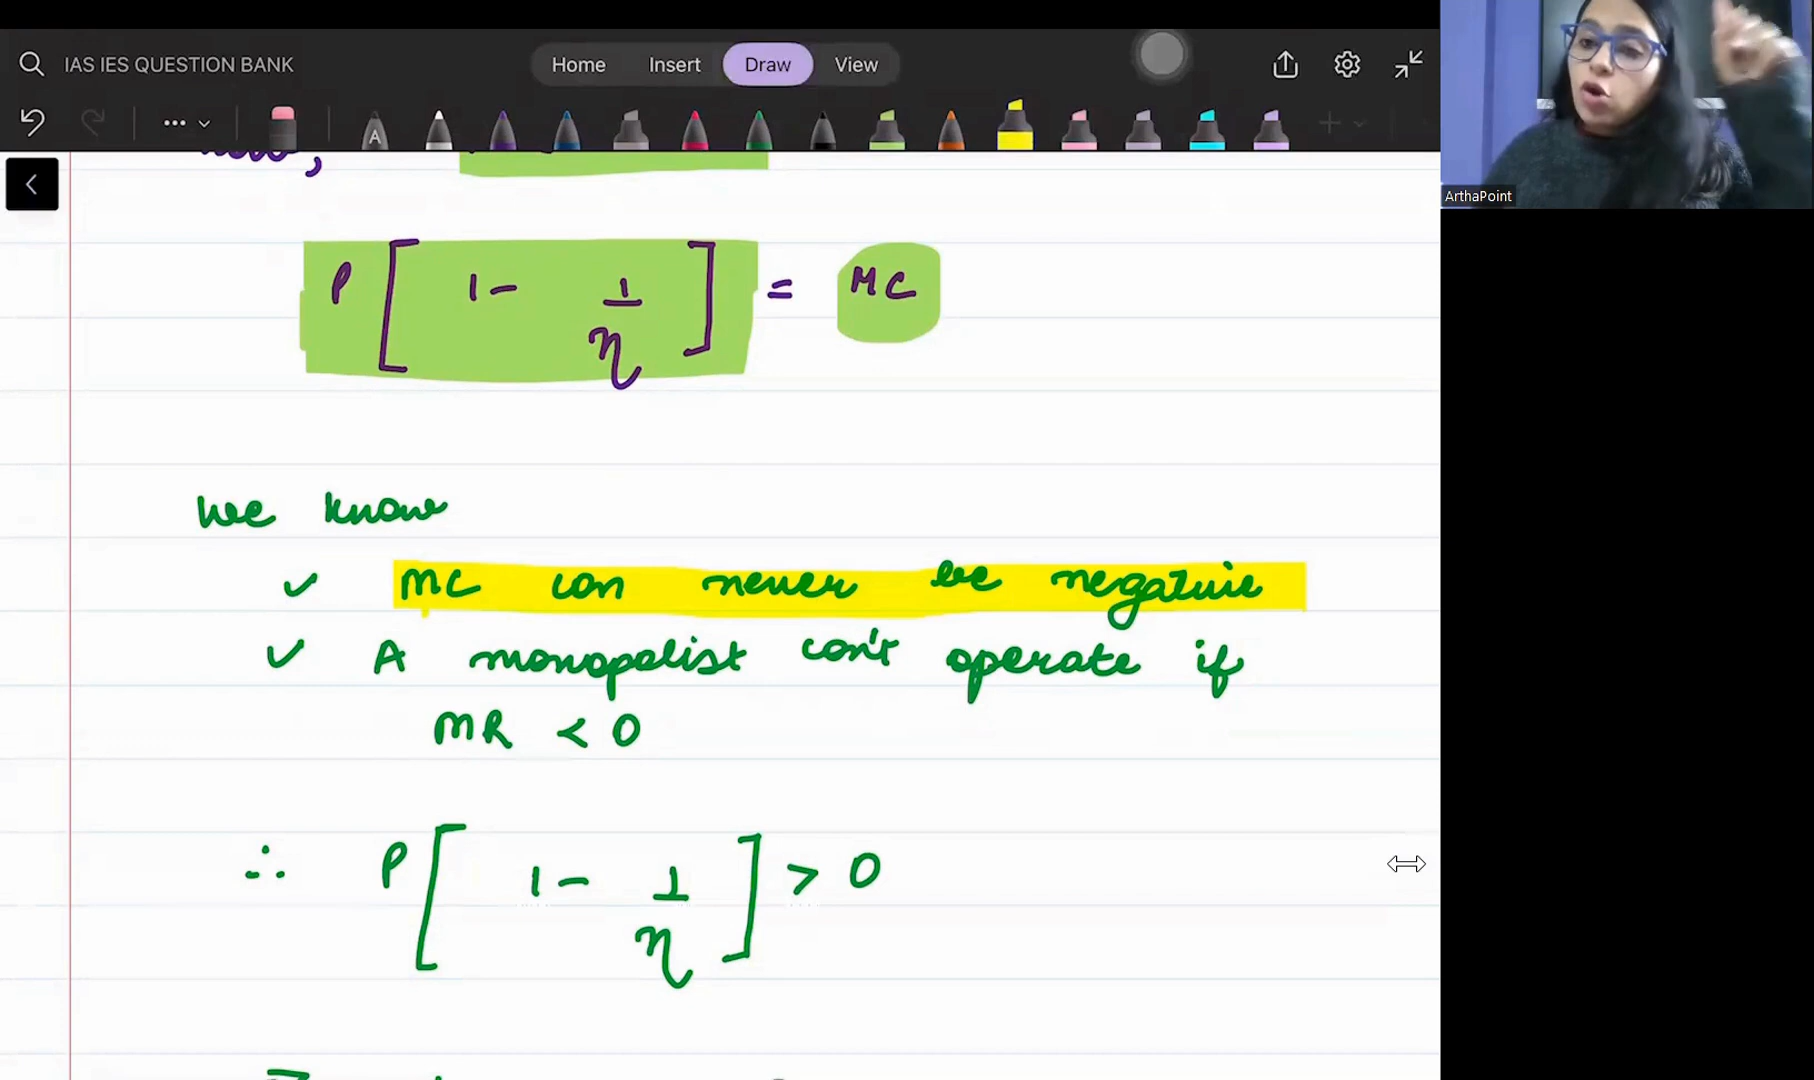 IAS IES QUESTION BANK
Home Insert Draw View
A
ArthaPoint
P [ 1 - 1/η ] = MC
We know
✓ MC can never be negative
✓ A monopolist can't operate if
MR < 0
∴ P [ 1 - 1/η ] > 0